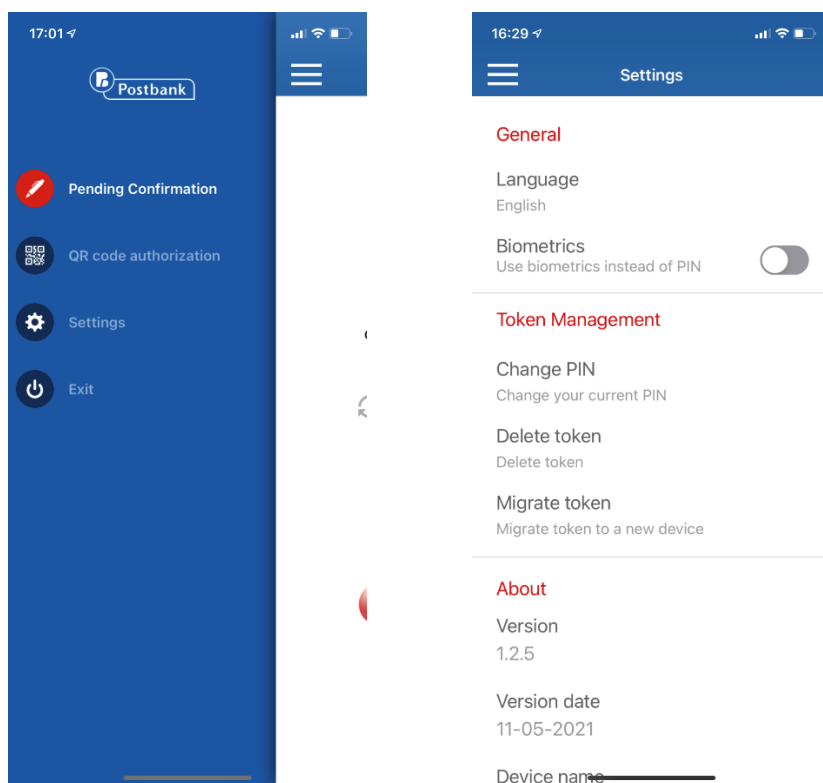 17:01
Postbank
Pending Confirmation
QR code authorization
Settings
Exit
16:29
Settings
General
Language
English
Biometrics
Use biometrics instead of PIN
Token Management
Change PIN
Change your current PIN
Delete token
Delete token
Migrate token
Migrate token to a new device
About
Version
1.2.5
Version date
11-05-2021
Device name